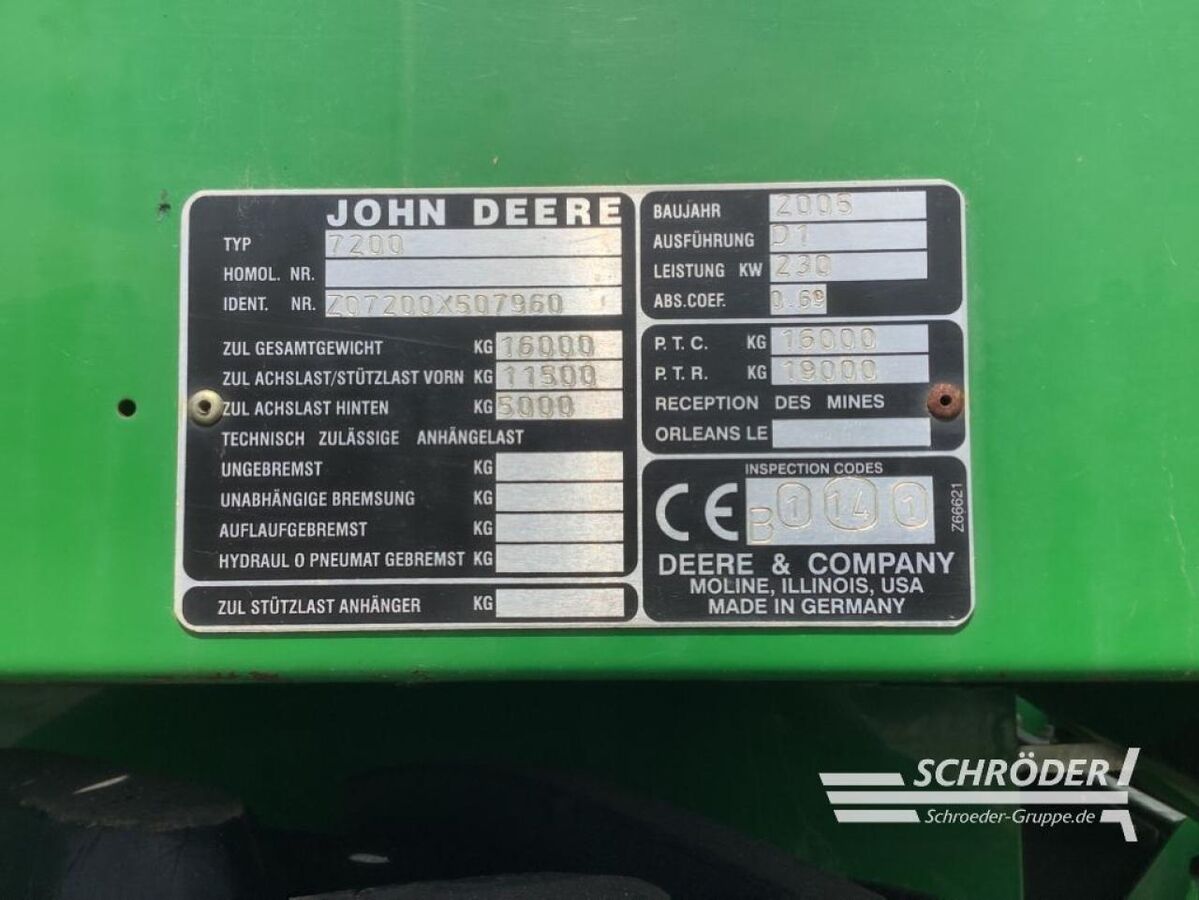 JOHN DEERE
TYP 7200
HOMOL. NR.
IDENT. NR. Z07200X507960
ZUL GESAMTGEWICHT KG 16000
ZUL ACHSLAST/STÜTZLAST VORN KG 11500
ZUL ACHSLAST HINTEN KG 5000
TECHNISCH ZULÄSSIGE ANHÄNGELAST
UNGEBREMST KG
UNABHÄNGIGE BREMSUNG KG
AUFLAUFGEBREMST KG
HYDRAUL O PNEUMAT GEBREMST KG
ZUL STÜTZLAST ANHÄNGER KG
BAUJAHR
AUSFÜHRUNG D1
LEISTUNG KW 230
ABS.COEF. 0.69
P. T. C. KG 16000
P. T. R. KG 19000
RECEPTION DES MINES
ORLEANS LE
INSPECTION CODES
CE B 1 14 1
Z66621
DEERE & COMPANY
MOLINE, ILLINOIS, USA
MADE IN GERMANY
SCHRÖDER
Schroeder-Gruppe.de